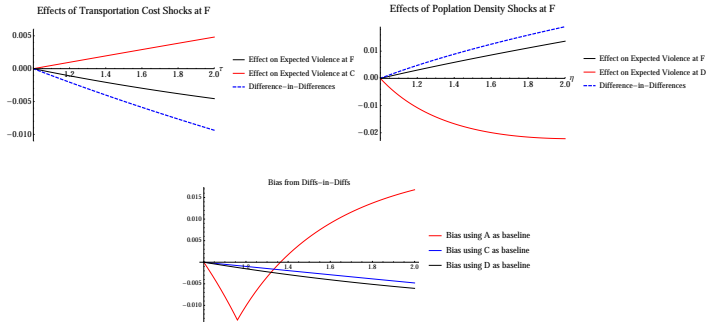 Effects of Transportation Cost Shocks at F
0.005
0.000
1.2
1.4
1.6
1.8
2.0
τ
−0.005
−0.010
Effect on Expected Violence at F
Effect on Expected Violence at C
Difference−in−Differences
Effects of Poplation Density Shocks at F
0.01
0.00
1.2
1.4
1.6
1.8
2.0
η
−0.01
−0.02
Effect on Expected Violence at F
Effect on Expected Violence at D
Difference−in−Differences
Bias from Diffs−in−Diffs
0.015
0.010
0.005
0.000
1.2
1.4
1.6
1.8
2.0
−0.005
−0.010
Bias using A as baseline
Bias using C as baseline
Bias using D as baseline